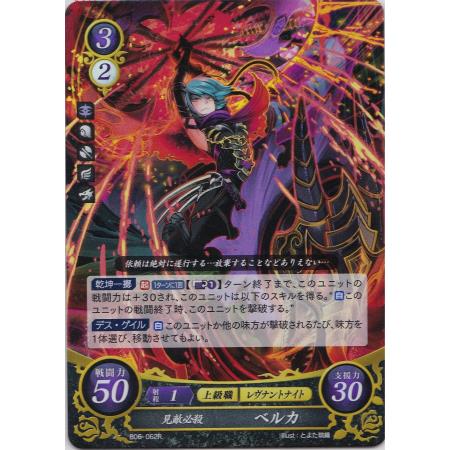 3
2
依頼は絶対に遂行する…放棄することなどありえない…
乾坤一擲 起 1ターンに1回 【 1】ターン終了まで、このユニットの
戦闘力は+30され、このユニットは以下のスキルを得る。"自 こ
のユニットの戦闘終了時、このユニットを撃破する。"
デス・ゲイル 自 このユニットか他の味方が撃破されるたび、味方を
1体選び、移動させてもよい。
戦闘力 50
射程 1
上級職 レヴナントナイト
支援力 30
見敵必殺 ベルカ
B06-062R
Illust:とよた瑣織